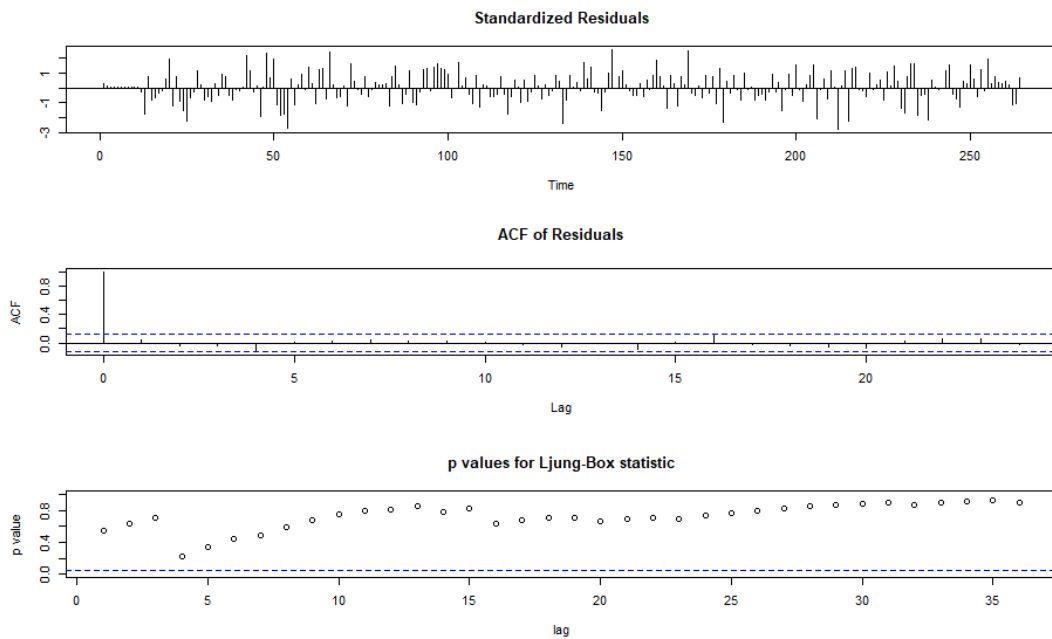 Standardized Residuals
1
-1
-3
0 50 100 150 200 250
Time
ACF of Residuals
ACF
0.8
0.4
0.0
0 5 10 15 20
Lag
p values for Ljung-Box statistic
p value
0.8
0.4
0.0
0 5 10 15 20 25 30 35
lag